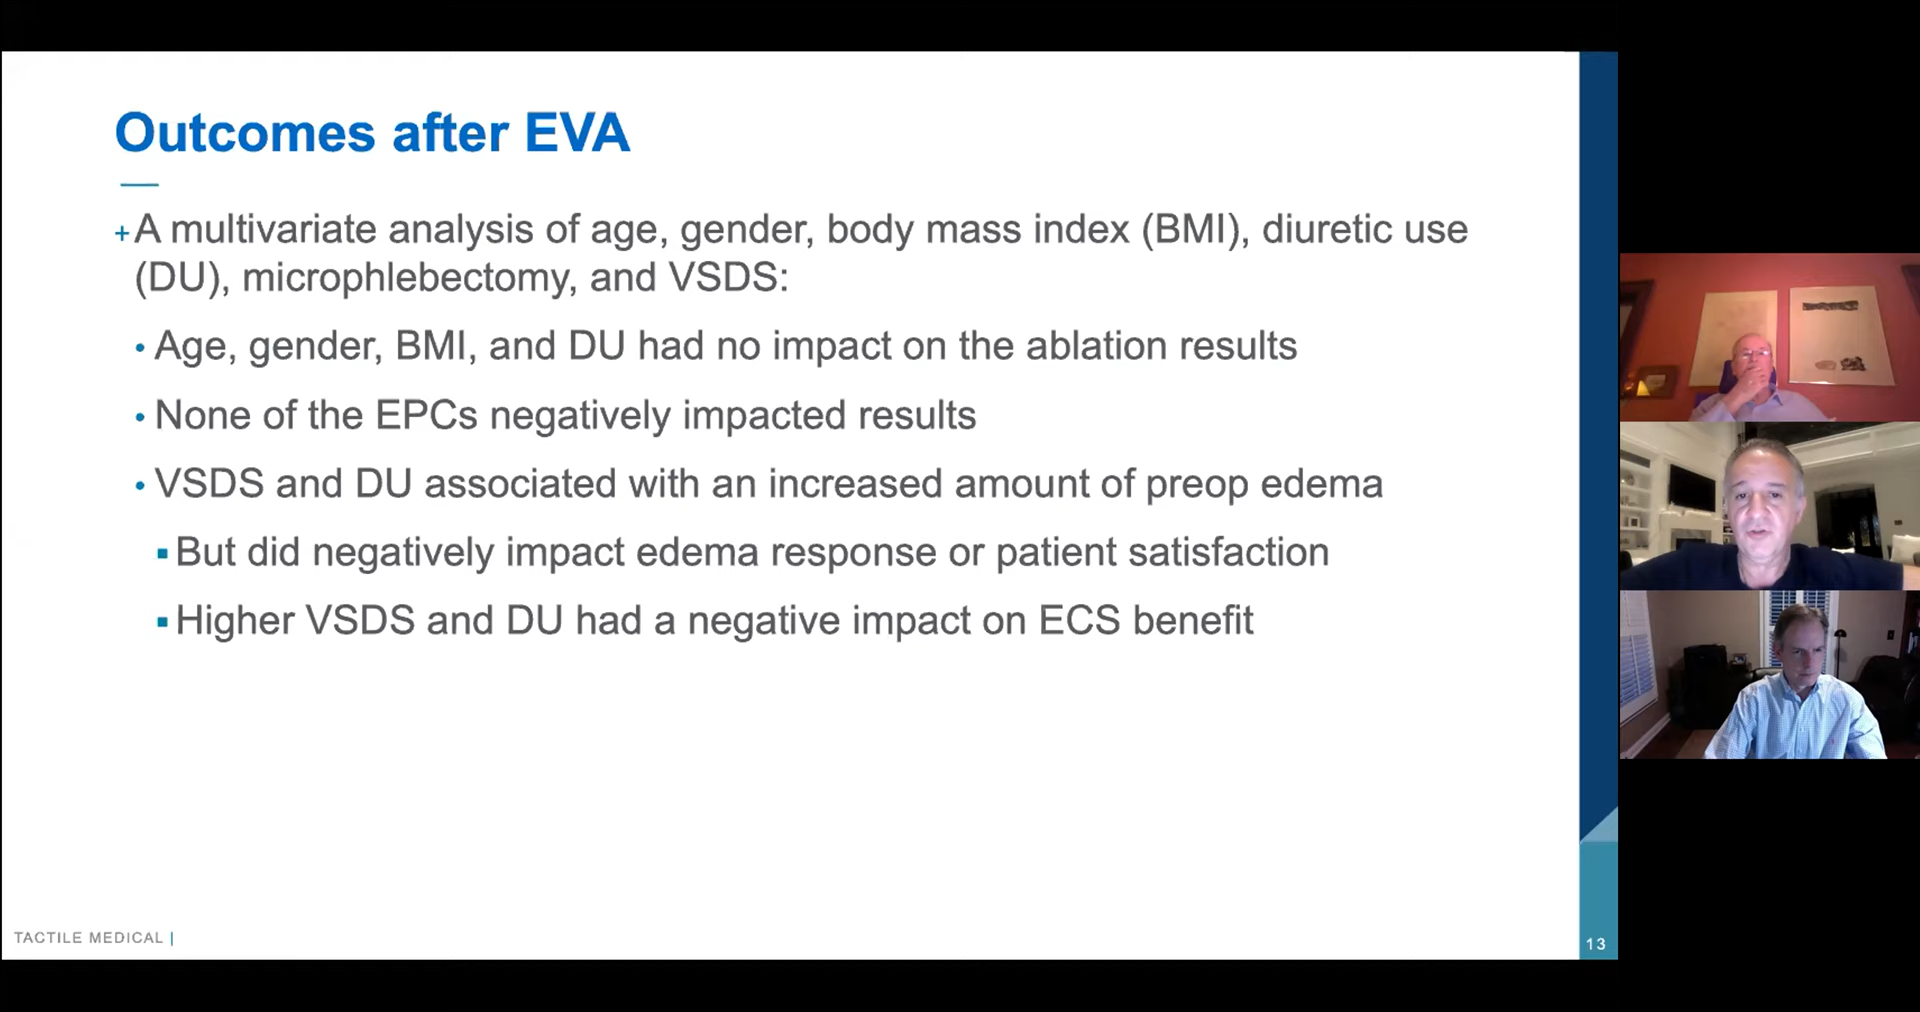 Outcomes after EVA
+ A multivariate analysis of age, gender, body mass index (BMI), diuretic use
(DU), microphlebectomy, and VSDS:
• Age, gender, BMI, and DU had no impact on the ablation results
• None of the EPCs negatively impacted results
• VSDS and DU associated with an increased amount of preop edema
▪ But did negatively impact edema response or patient satisfaction
▪ Higher VSDS and DU had a negative impact on ECS benefit
TACTILE MEDICAL |
13